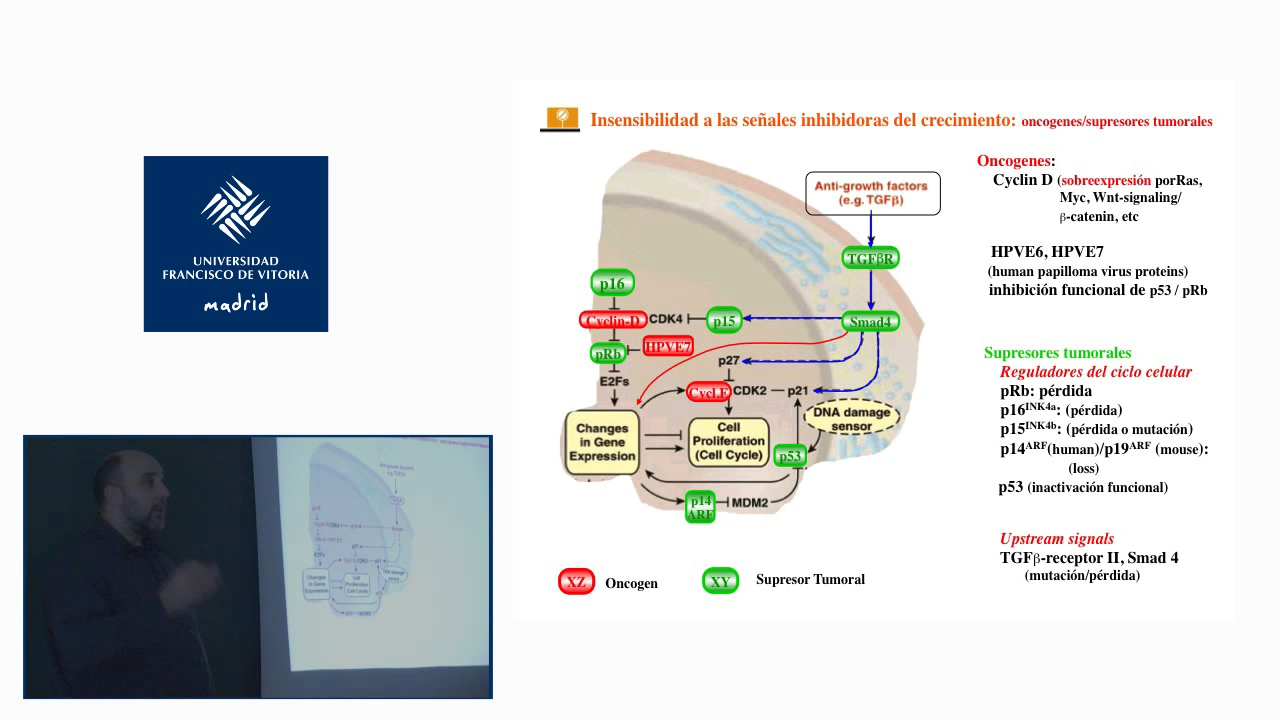 UNIVERSIDAD
FRANCISCO DE VITORIA
madrid
Insensibilidad a las señales inhibidoras del crecimiento: oncogenes/supresores tumorales
Anti-growth factors
(e.g. TGFβ)
TGFβR
p16
Cyclin-D CDK4 p15 Smad4
pRb HPVE7
p27
E2Fs
Cycl.E CDK2 p21
DNA damage
sensor
Changes
in Gene
Expression
Cell
Proliferation
(Cell Cycle)
p53
p14
ARF
MDM2
XZ Oncogen XY Supresor Tumoral
Oncogenes:
Cyclin D (sobreexpresión porRas,
Myc, Wnt-signaling/
β-catenin, etc
HPVE6, HPVE7
(human papilloma virus proteins)
inhibición funcional de p53 / pRb
Supresores tumorales
Reguladores del ciclo celular
pRb: pérdida
p16INK4a: (pérdida)
p15INK4b: (pérdida o mutación)
p14ARF(human)/p19ARF (mouse):
(loss)
p53 (inactivación funcional)
Upstream signals
TGFβ-receptor II, Smad 4
(mutación/pérdida)